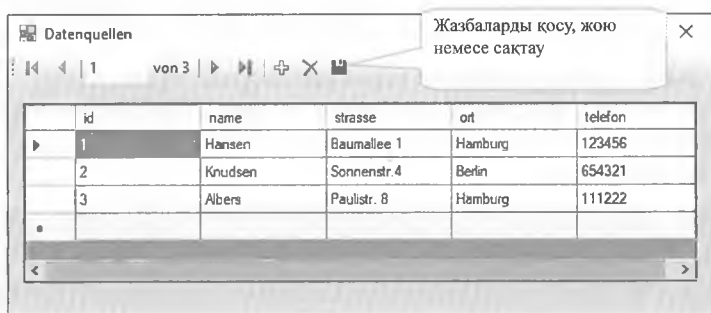 Datenquellen
Жазбаларды қосу, жою
немесе сақтау
1 von 3
id name strasse ort telefon
1 Hansen Baumallee 1 Hamburg 123456
2 Knudsen Sonnenstr.4 Berlin 654321
3 Albers Paulistr. 8 Hamburg 111222